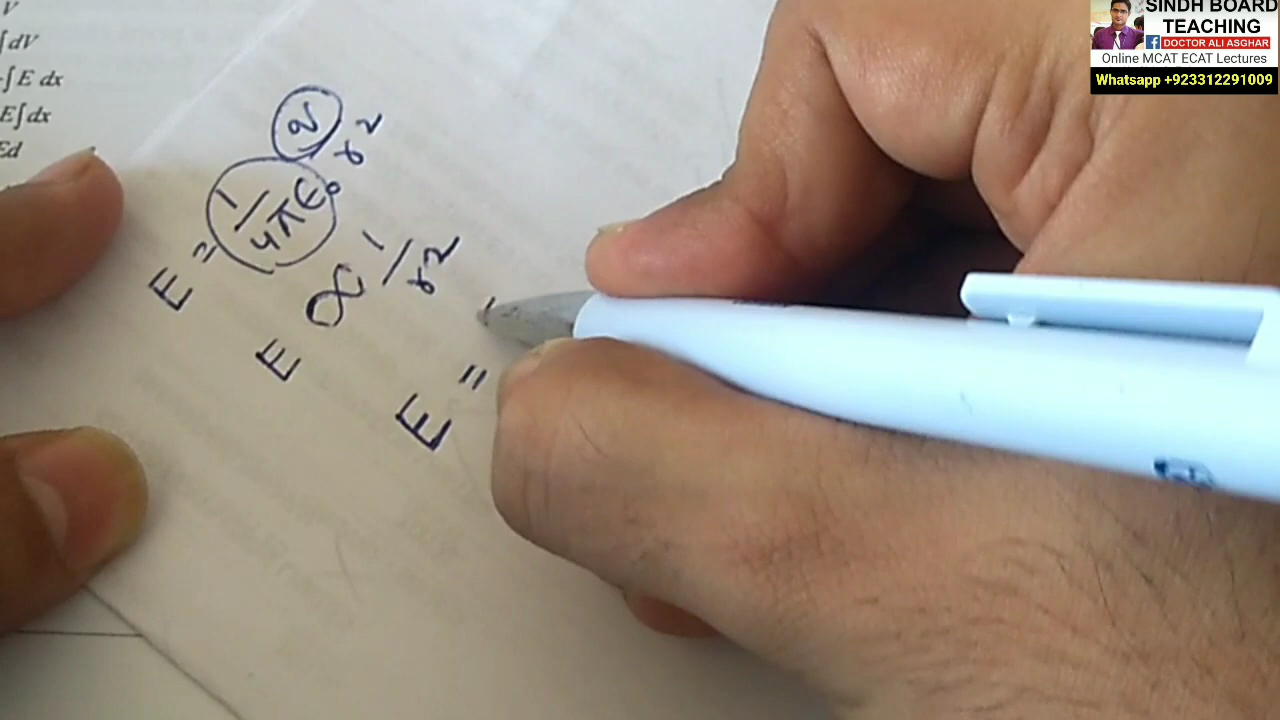 V
∫dV
-∫E dx
E∫dx
Ed
E = 1/4πε₀ q/r²
E ∝ 1/r²
E =
SINDH BOARD
TEACHING
f DOCTOR ALI ASGHAR
Online MCAT ECAT Lectures
Whatsapp +923312291009